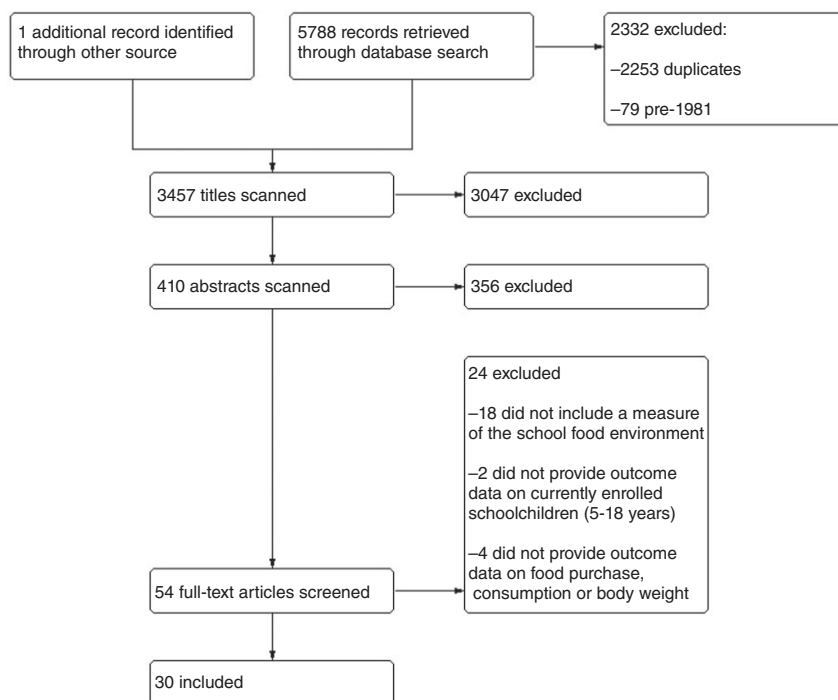 1 additional record identified
through other source
5788 records retrieved
through database search
2332 excluded:
–2253 duplicates
–79 pre-1981
3457 titles scanned
3047 excluded
410 abstracts scanned
356 excluded
24 excluded
–18 did not include a measure
of the school food environment
–2 did not provide outcome
data on currently enrolled
schoolchildren (5-18 years)
–4 did not provide outcome
data on food purchase,
consumption or body weight
54 full-text articles screened
30 included